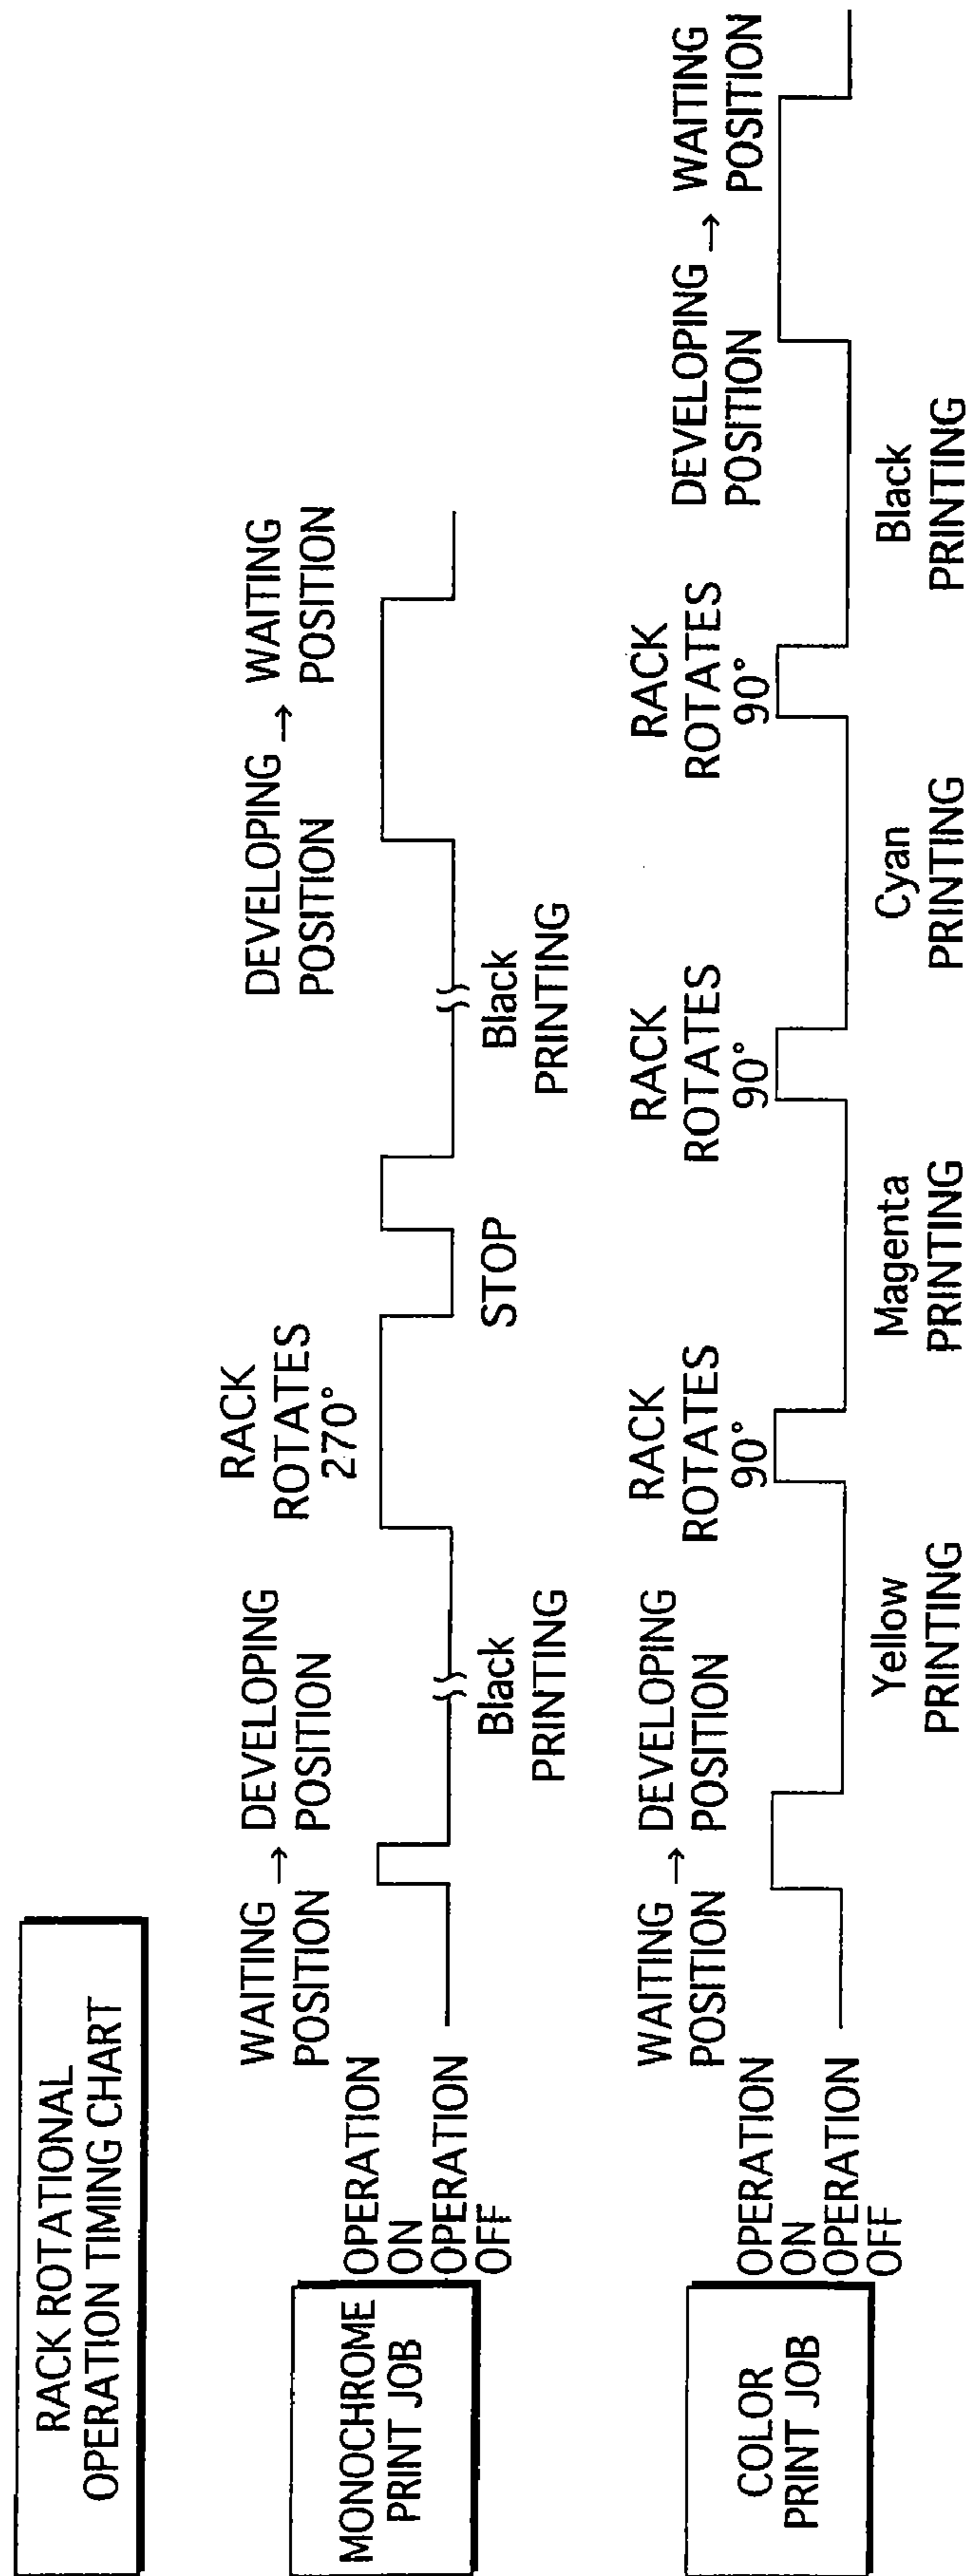 RACK ROTATIONAL
OPERATION TIMING CHART
MONOCHROME
PRINT JOB
OPERATION
ON
OPERATION
OFF
WAITING → DEVELOPING
POSITION POSITION
Black
PRINTING
RACK
ROTATES
270°
STOP
Black
PRINTING
DEVELOPING → WAITING
POSITION POSITION
COLOR
PRINT JOB
OPERATION
ON
OPERATION
OFF
WAITING → DEVELOPING
POSITION POSITION
Yellow
PRINTING
RACK
ROTATES
90°
Magenta
PRINTING
RACK
ROTATES
90°
Cyan
PRINTING
RACK
ROTATES
90°
Black
PRINTING
DEVELOPING → WAITING
POSITION POSITION